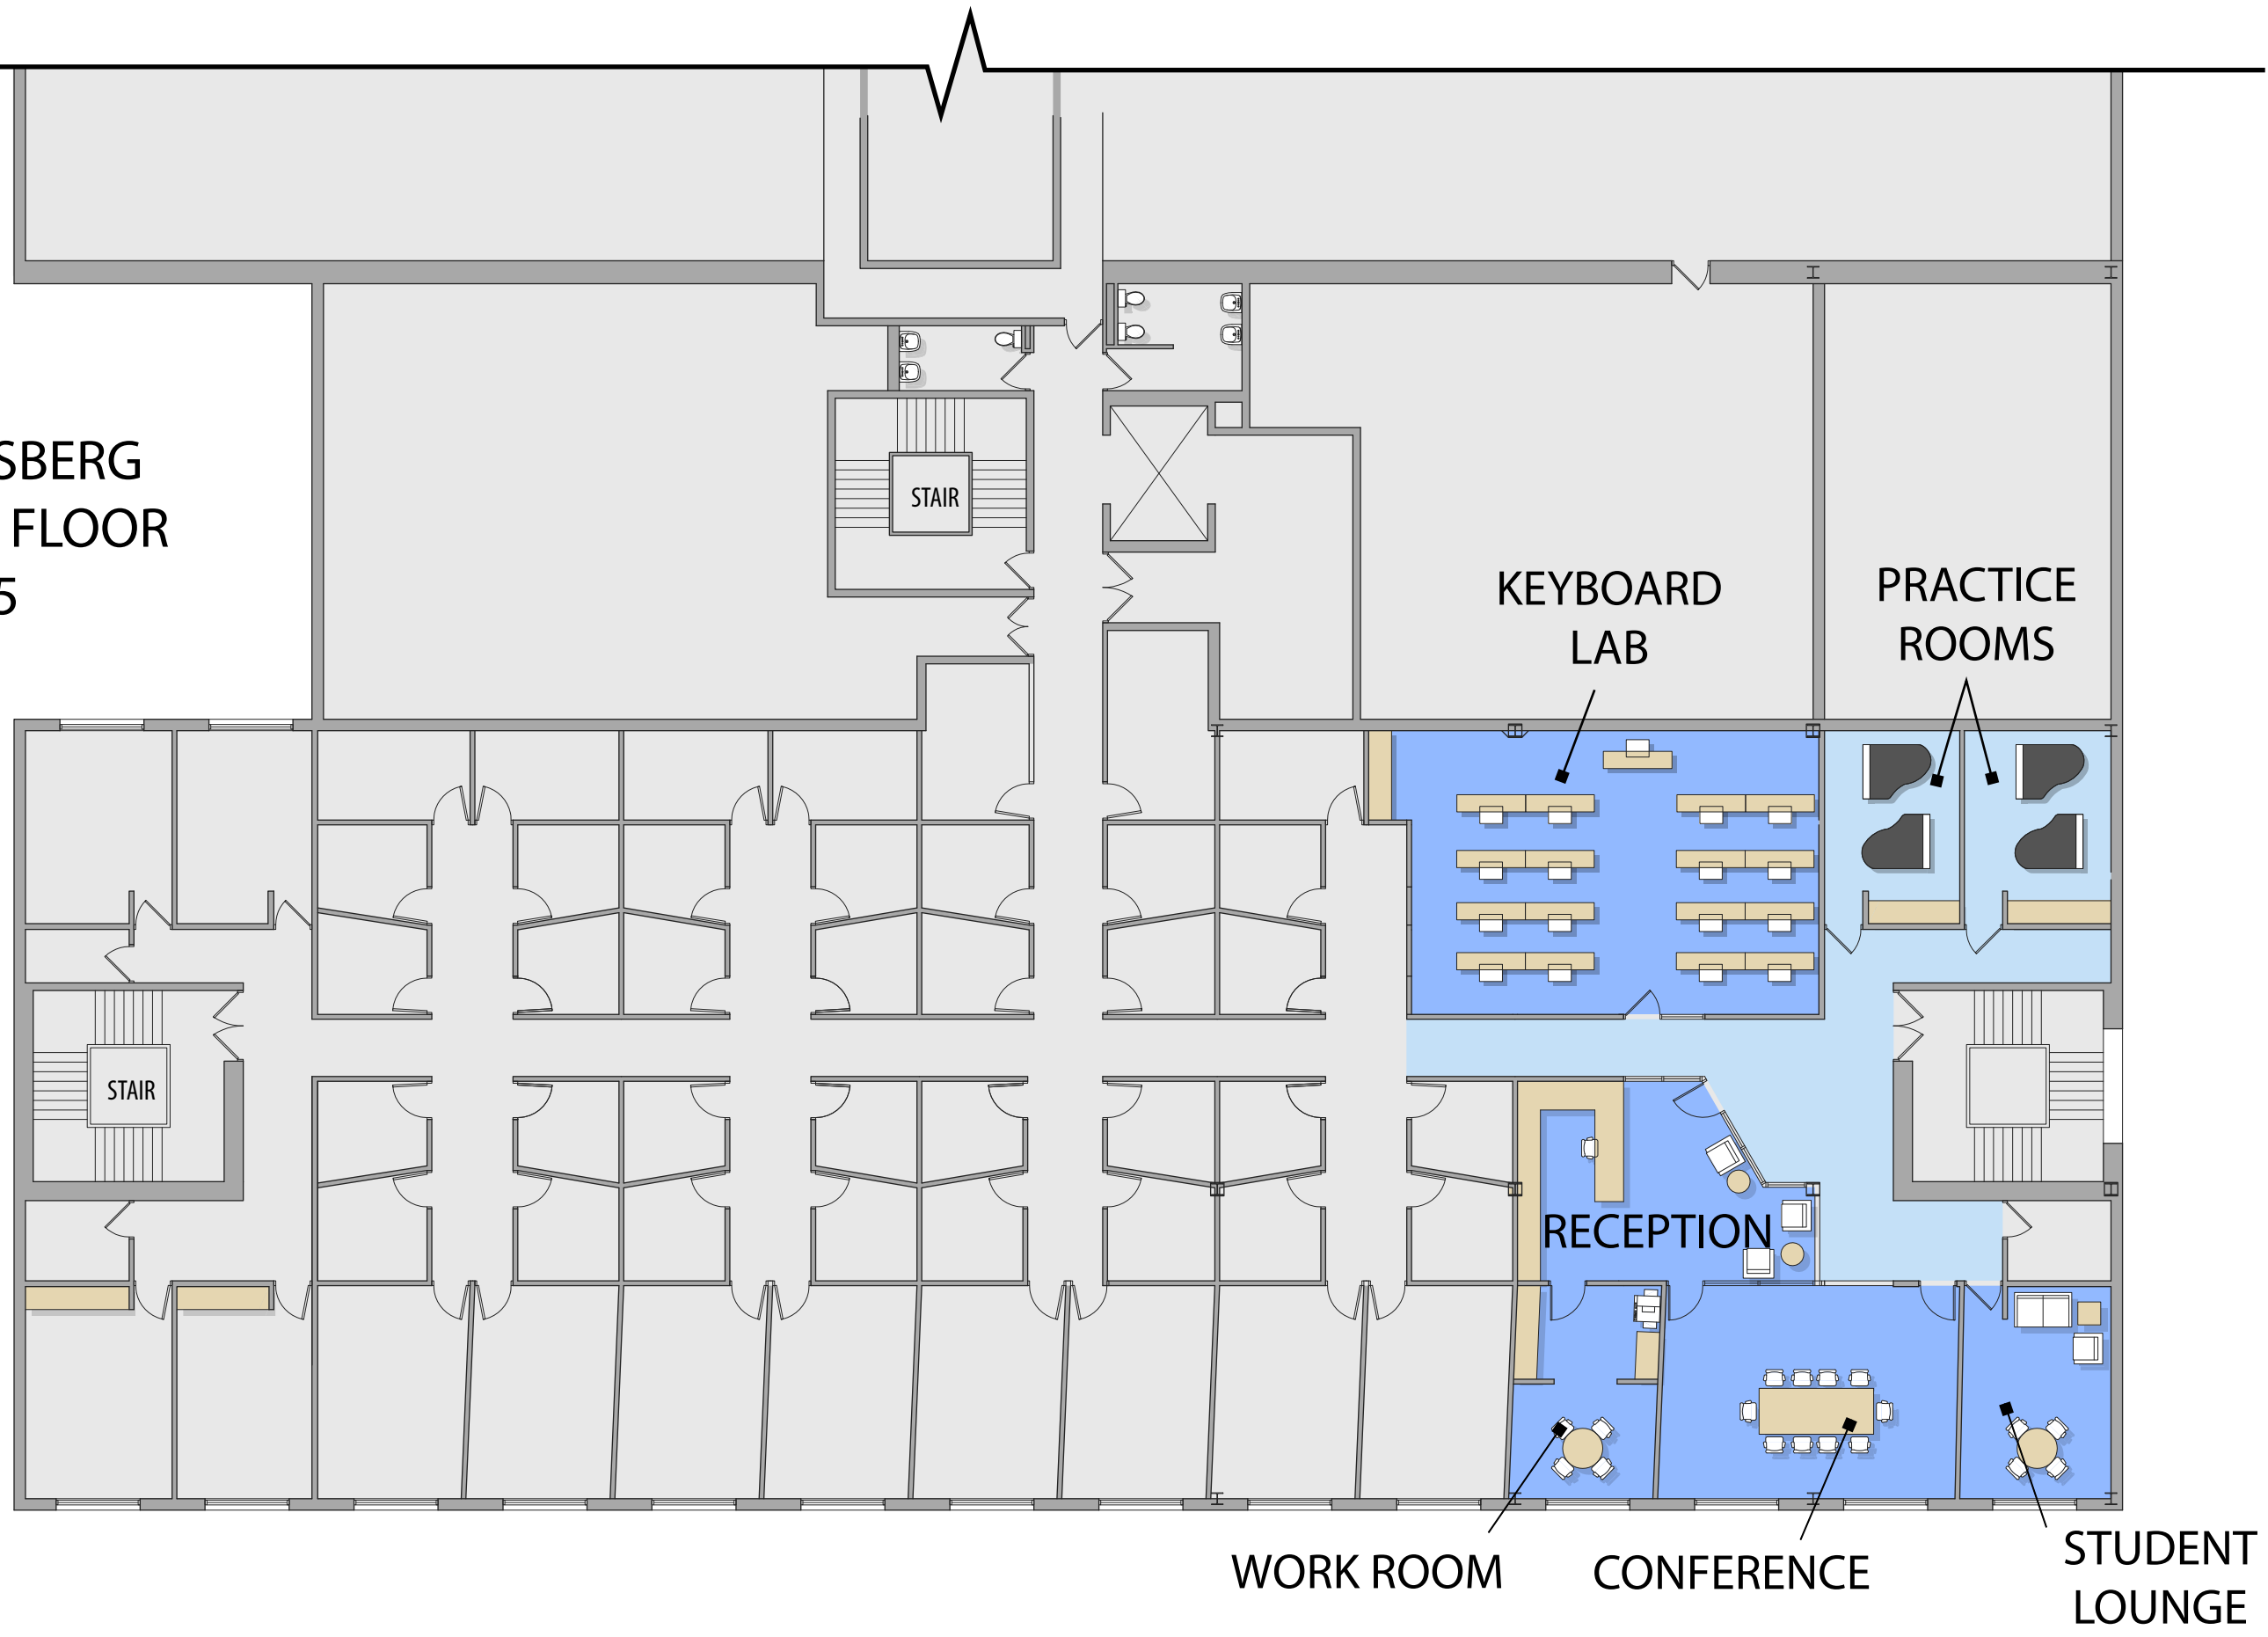 SBERG
FLOOR
5
STAIR
KEYBOARD
LAB
PRACTICE
ROOMS
STAIR
RECEPTION
WORK ROOM
CONFERENCE
STUDENT
LOUNGE